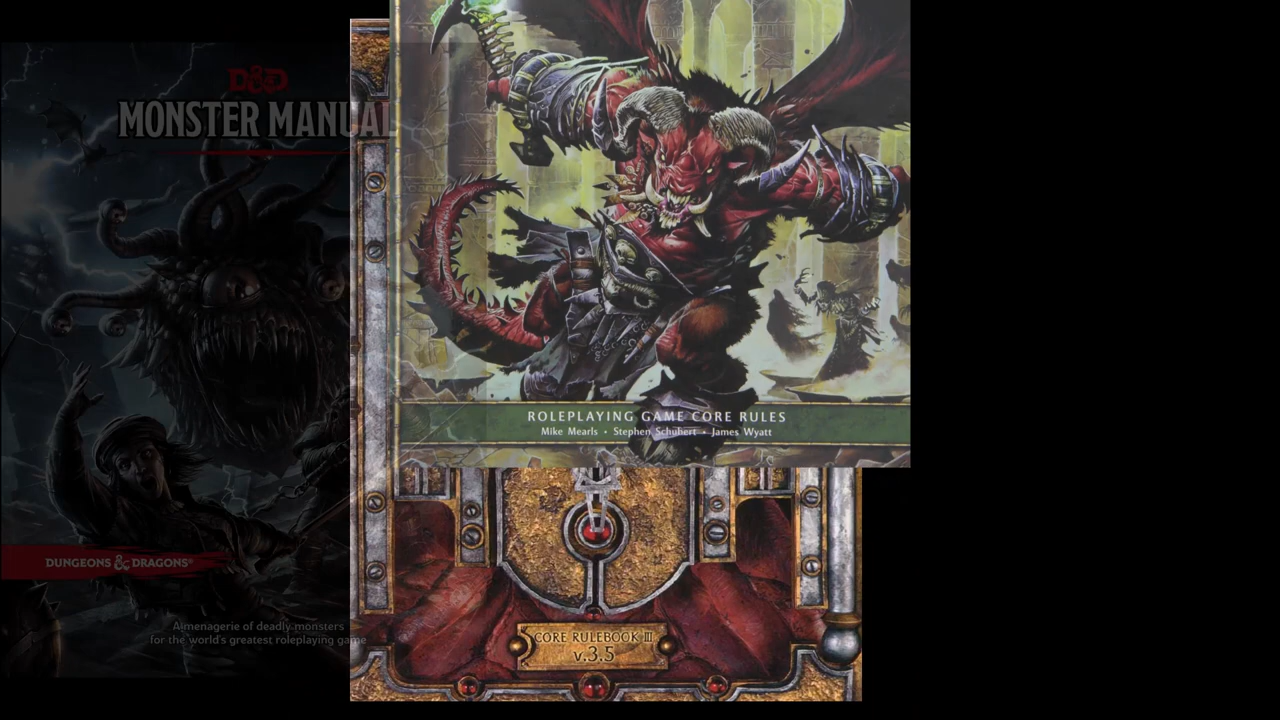 D&D
MONSTER MANUAL
DUNGEONS & DRAGONS®
A menagerie of deadly monsters
for the world's greatest roleplaying game
ROLEPLAYING GAME CORE RULES
Mike Mearls • Stephen Schubert • James Wyatt
CORE RULEBOOK III
v.3.5